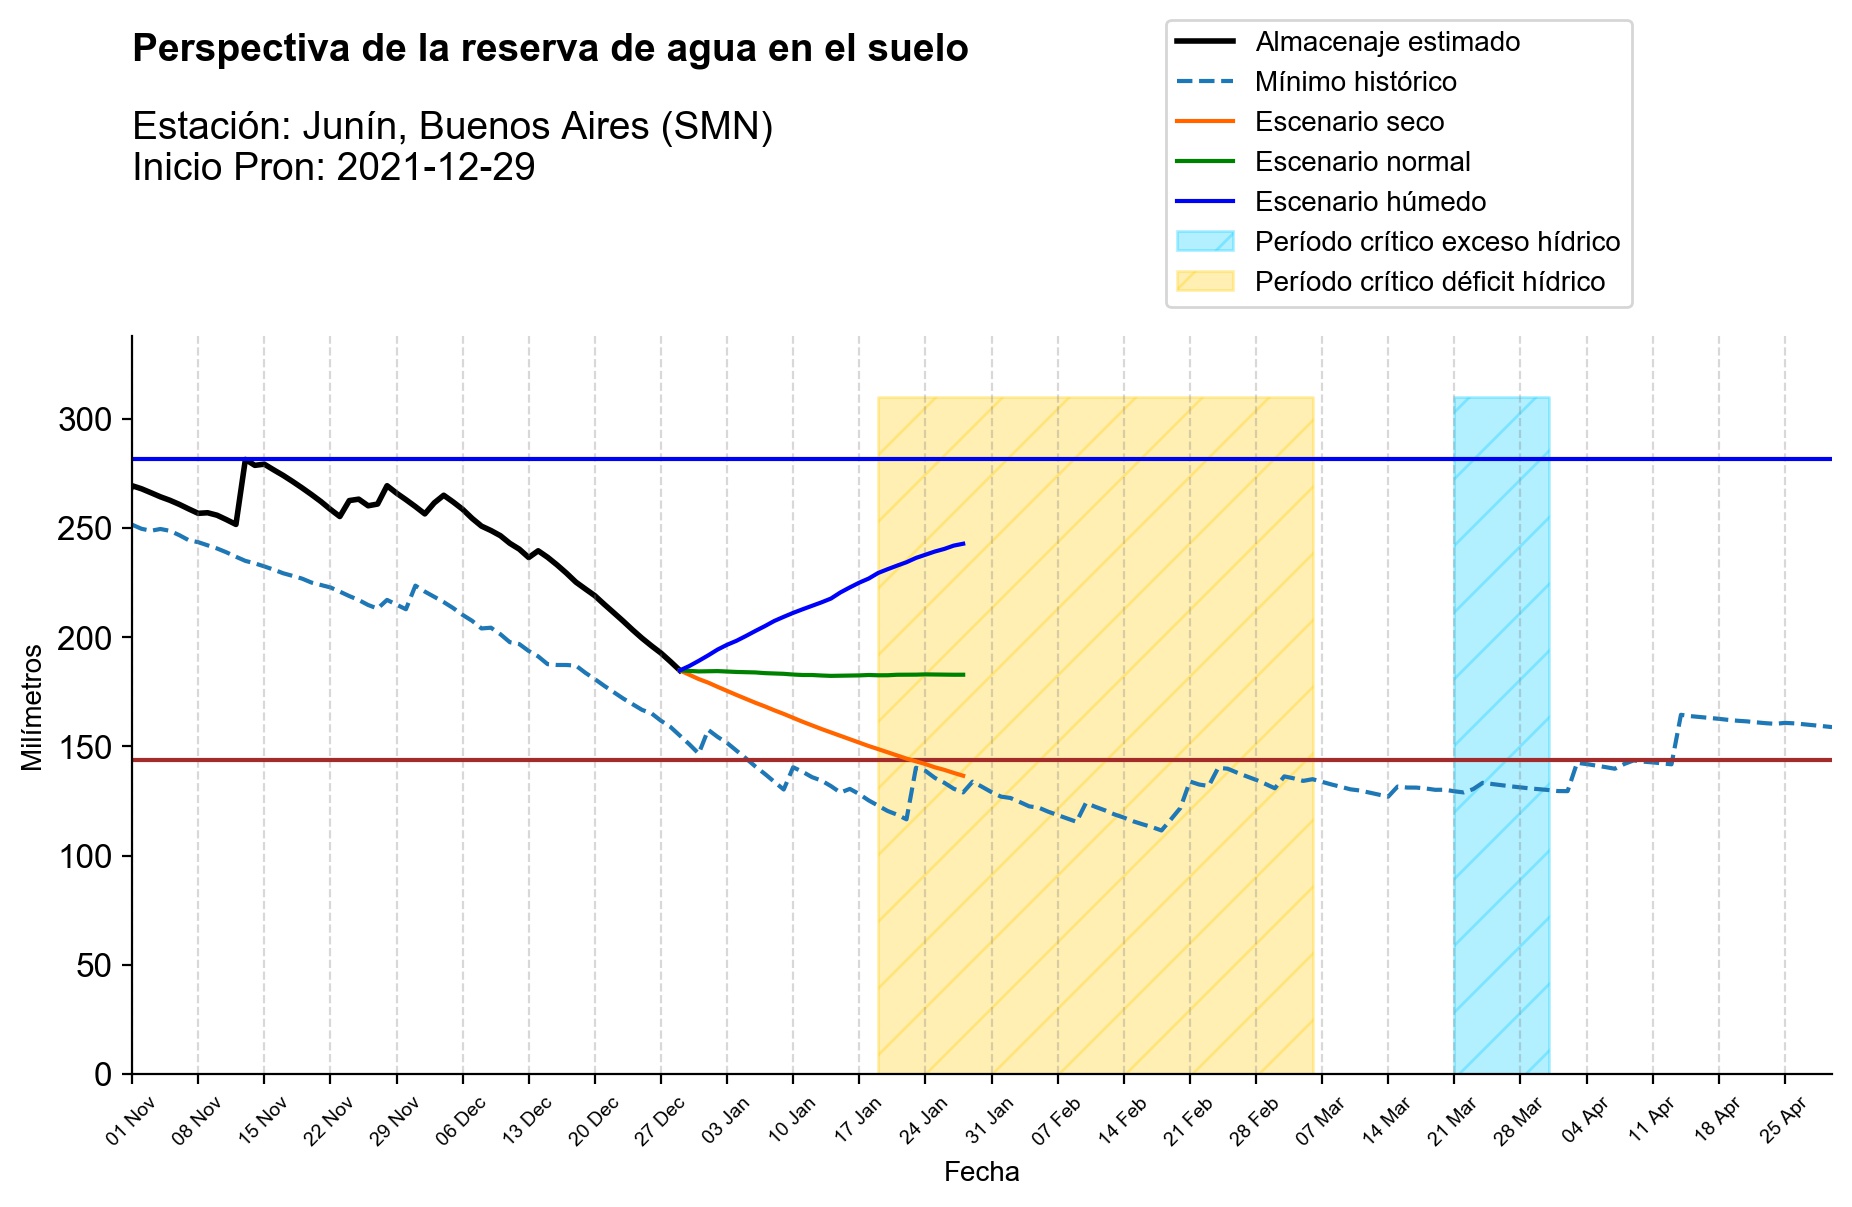 Perspectiva de la reserva de agua en el suelo
Estación: Junín, Buenos Aires (SMN)
Inicio Pron: 2021-12-29
Almacenaje estimado
Mínimo histórico
Escenario seco
Escenario normal
Escenario húmedo
Período crítico exceso hídrico
Período crítico déficit hídrico
Milímetros
300
250
200
150
100
50
0
01 Nov
08 Nov
15 Nov
22 Nov
29 Nov
06 Dec
13 Dec
20 Dec
27 Dec
03 Jan
10 Jan
17 Jan
24 Jan
31 Jan
07 Feb
14 Feb
21 Feb
28 Feb
07 Mar
14 Mar
21 Mar
28 Mar
04 Apr
11 Apr
18 Apr
25 Apr
Fecha